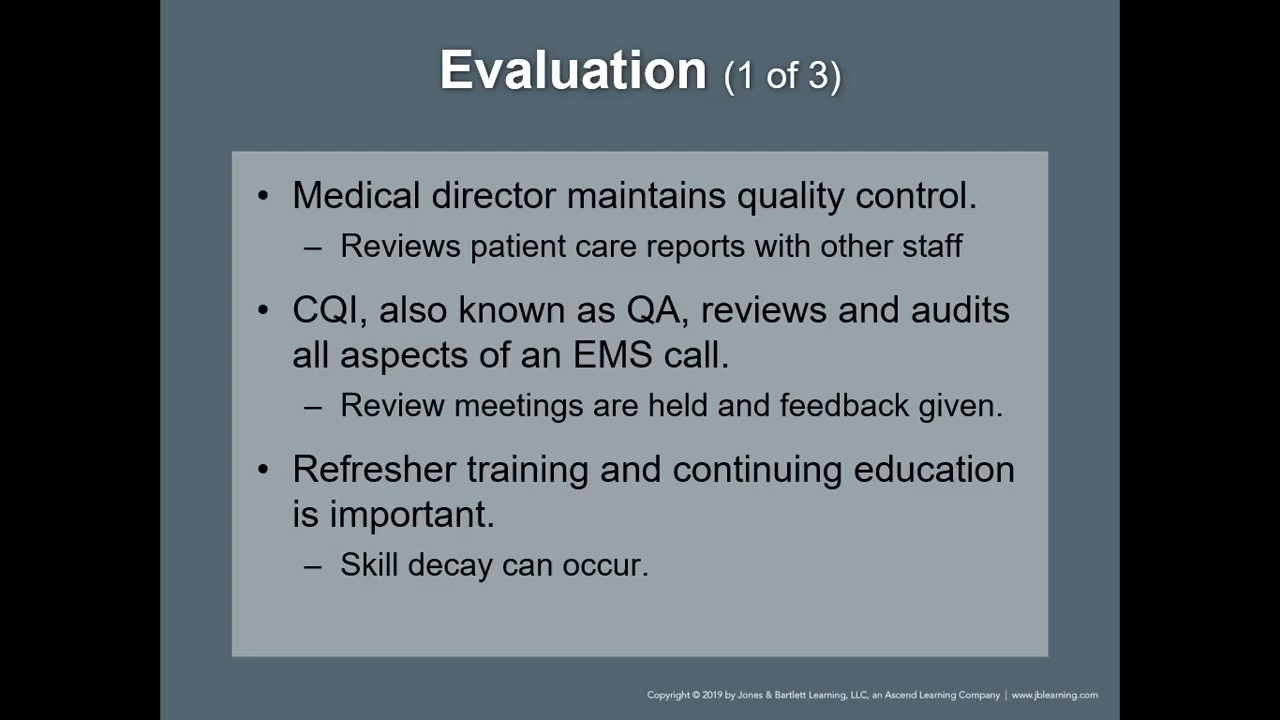 Evaluation (1 of 3)
• Medical director maintains quality control.
– Reviews patient care reports with other staff
• CQI, also known as QA, reviews and audits
all aspects of an EMS call.
– Review meetings are held and feedback given.
• Refresher training and continuing education
is important.
– Skill decay can occur.
Copyright © 2019 by Jones & Bartlett Learning, LLC, an Ascend Learning Company | www.jblearning.com